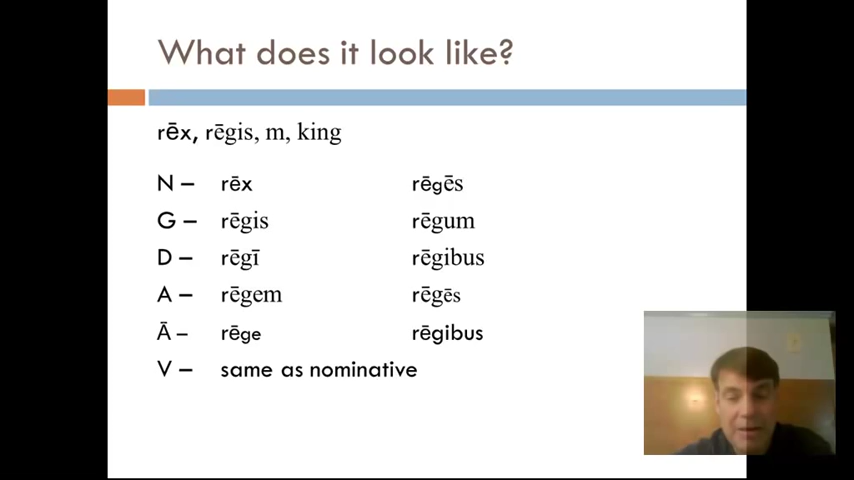 What does it look like?
rēx, rēgis, m, king
N – rēx rēgēs
G – rēgis rēgum
D – rēgī rēgibus
A – rēgem rēgēs
Ā – rēge rēgibus
V – same as nominative